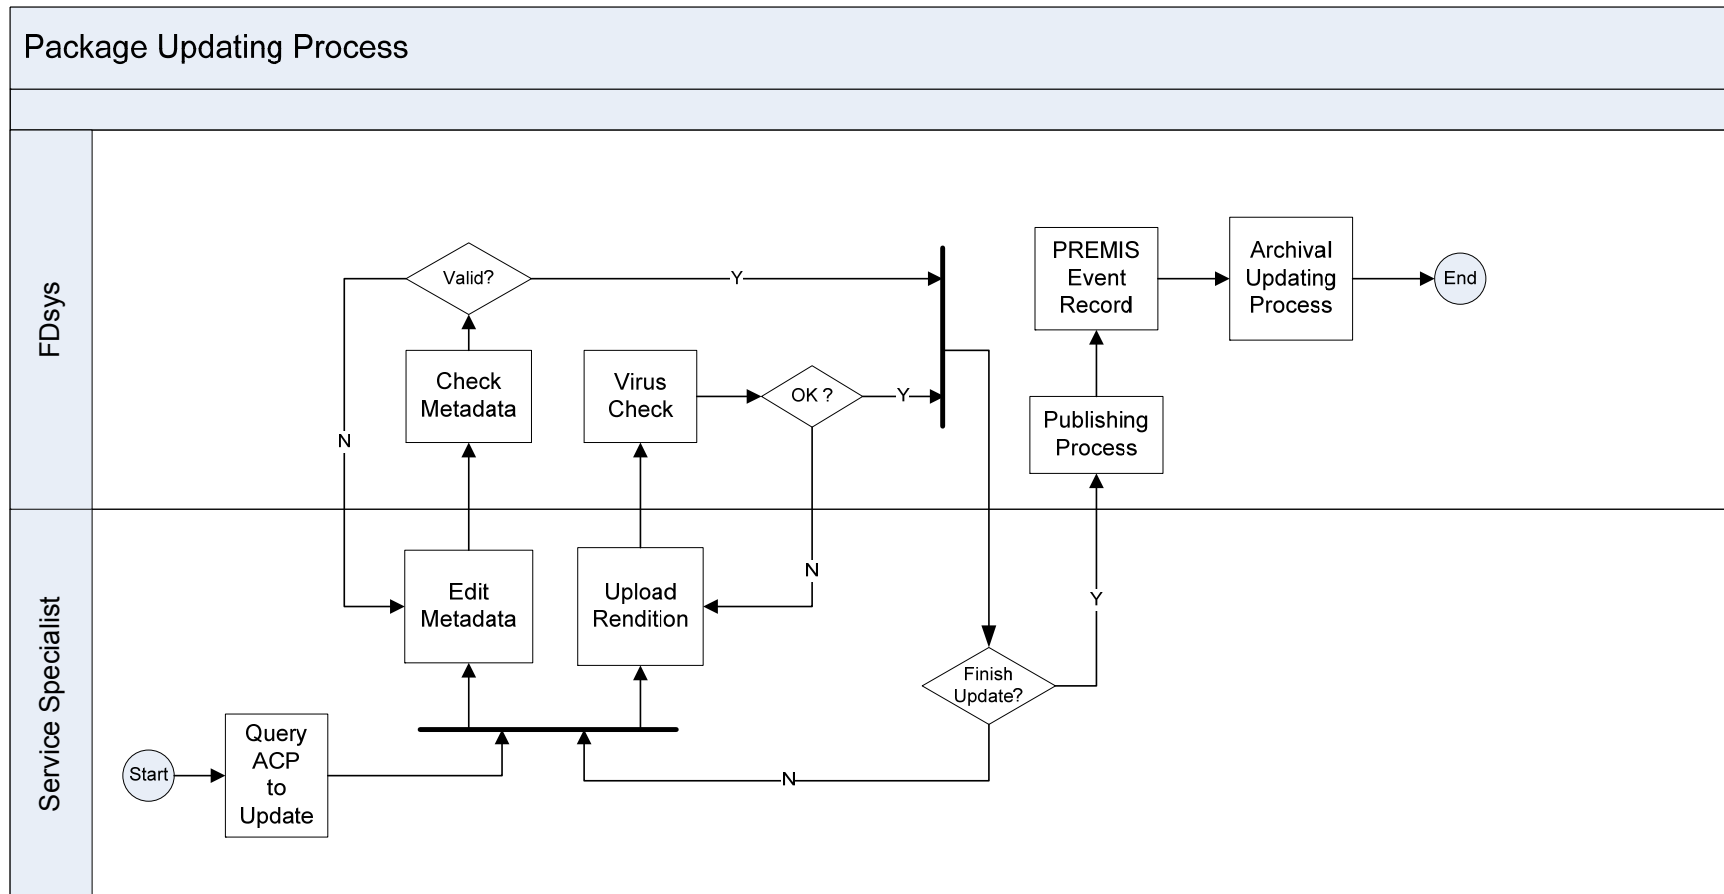 Package Updating Process
FDsys
Valid?
Y
PREMIS
Event
Record
Archival
Updating
Process
End
Check
Metadata
Virus
Check
OK ?
Y
N
Publishing
Process
Service Specialist
Edit
Metadata
Upload
Rendition
N
Y
Finish
Update?
Start
Query
ACP
to
Update
N